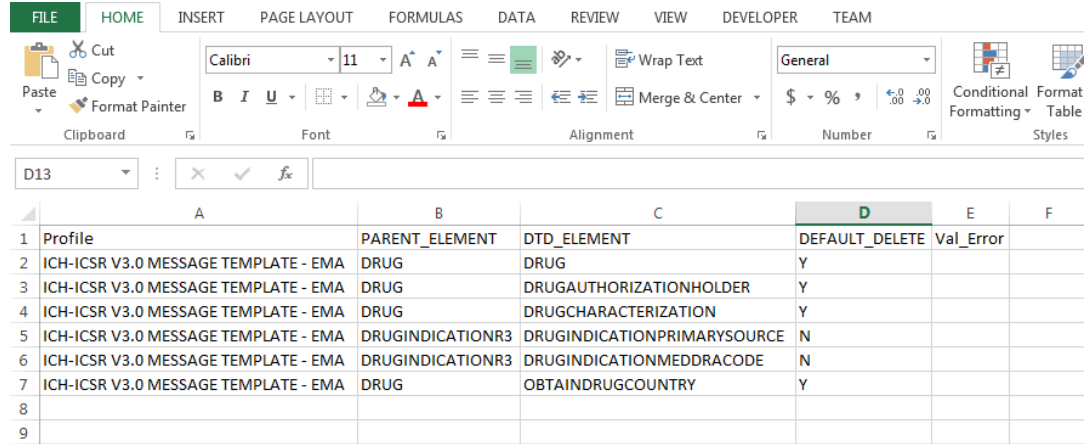 FILE HOME INSERT PAGE LAYOUT FORMULAS DATA REVIEW VIEW DEVELOPER TEAM
Cut
Copy
Format Painter
Paste
Clipboard
Calibri 11 A A
B I U A
Font
Wrap Text
Merge & Center
Alignment
General
$ % , .0 .00 .00 .0
Number
Conditional Formatting
Format Table
Styles
D13 fx
A B C D E F
1 Profile PARENT_ELEMENT DTD_ELEMENT DEFAULT_DELETE Val_Error
2 ICH-ICSR V3.0 MESSAGE TEMPLATE - EMA DRUG DRUG Y
3 ICH-ICSR V3.0 MESSAGE TEMPLATE - EMA DRUG DRUGAUTHORIZATIONHOLDER Y
4 ICH-ICSR V3.0 MESSAGE TEMPLATE - EMA DRUG DRUGCHARACTERIZATION Y
5 ICH-ICSR V3.0 MESSAGE TEMPLATE - EMA DRUGINDICATIONR3 DRUGINDICATIONPRIMARYSOURCE N
6 ICH-ICSR V3.0 MESSAGE TEMPLATE - EMA DRUGINDICATIONR3 DRUGINDICATIONMEDDRACODE N
7 ICH-ICSR V3.0 MESSAGE TEMPLATE - EMA DRUG OBTAINDRUGCOUNTRY Y
8
9